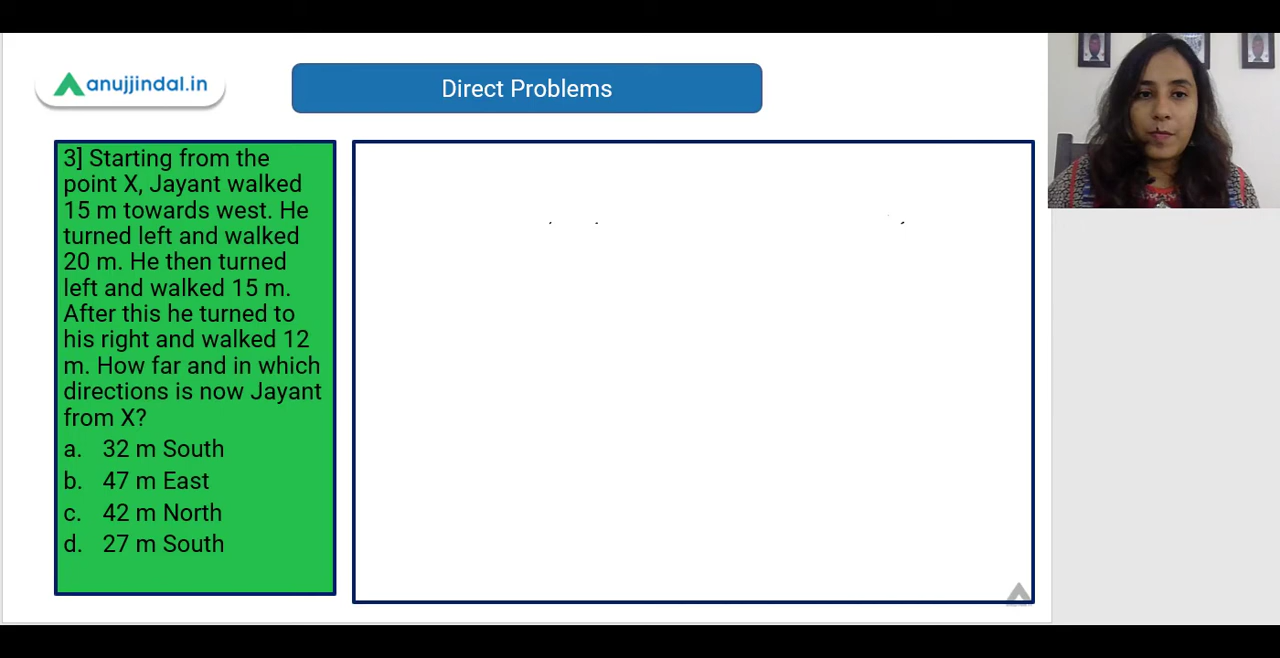 anujjindal.in
Direct Problems
3] Starting from the
point X, Jayant walked
15 m towards west. He
turned left and walked
20 m. He then turned
left and walked 15 m.
After this he turned to
his right and walked 12
m. How far and in which
directions is now Jayant
from X?
a. 32 m South
b. 47 m East
c. 42 m North
d. 27 m South